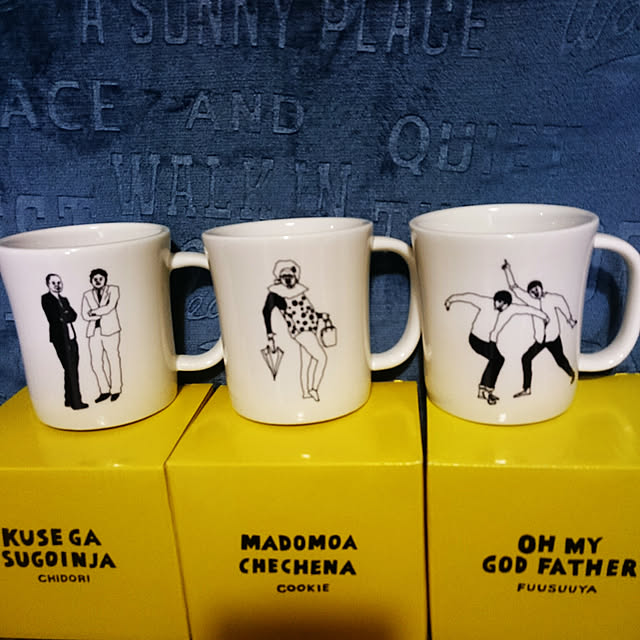 A SUNNY PLACE
ACE AND QUIET
WALK IN
KUSE GA
SUGOINJA
CHIDORI
MADOMOA
CHECHENA
COOKIE
OH MY
GOD FATHER
FUUSUUYA